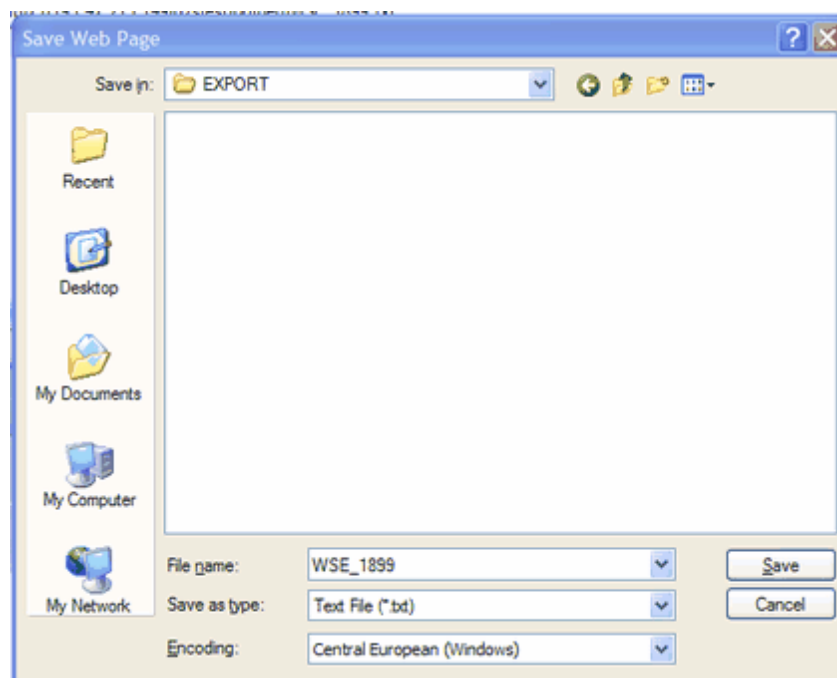 Save Web Page
Save in: EXPORT
Recent
Desktop
My Documents
My Computer
My Network
File name: WSE_1899 Save
Save as type: Text File (*.txt) Cancel
Encoding: Central European (Windows)